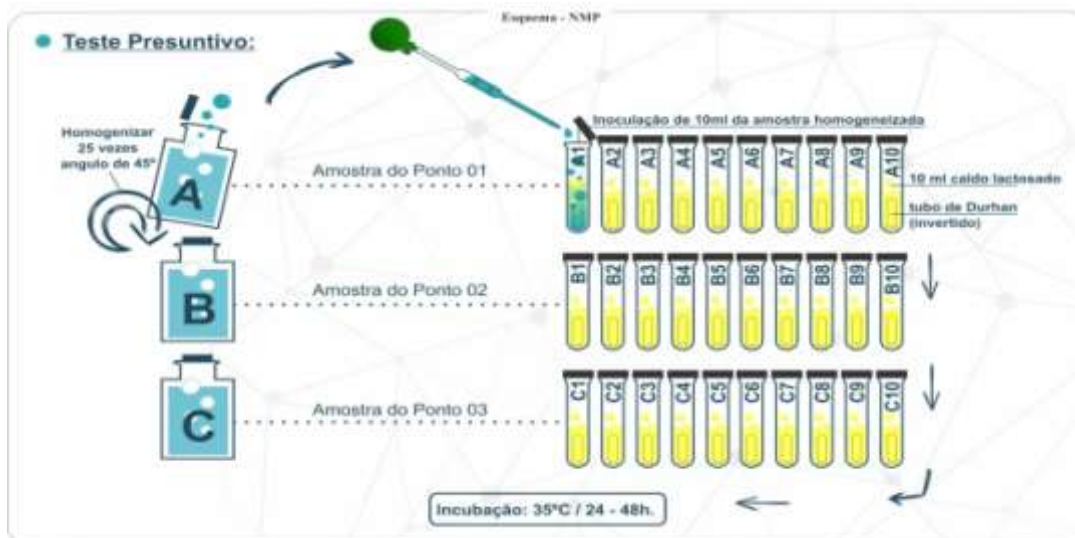 Esquema - NMP
Teste Presuntivo:
Homogenizar
25 vezes
angulo de 45º
Inoculação de 10ml da amostra homogeneizada
A
Amostra do Ponto 01
A1 A2 A3 A4 A5 A6 A7 A8 A9 A10
10 ml caldo lactosado
tubo de Durhan
(invertido)
B
Amostra do Ponto 02
B1 B2 B3 B4 B5 B6 B7 B8 B9 B10
C
Amostra do Ponto 03
C1 C2 C3 C4 C5 C6 C7 C8 C9 C10
Incubação: 35ºC / 24 - 48h.